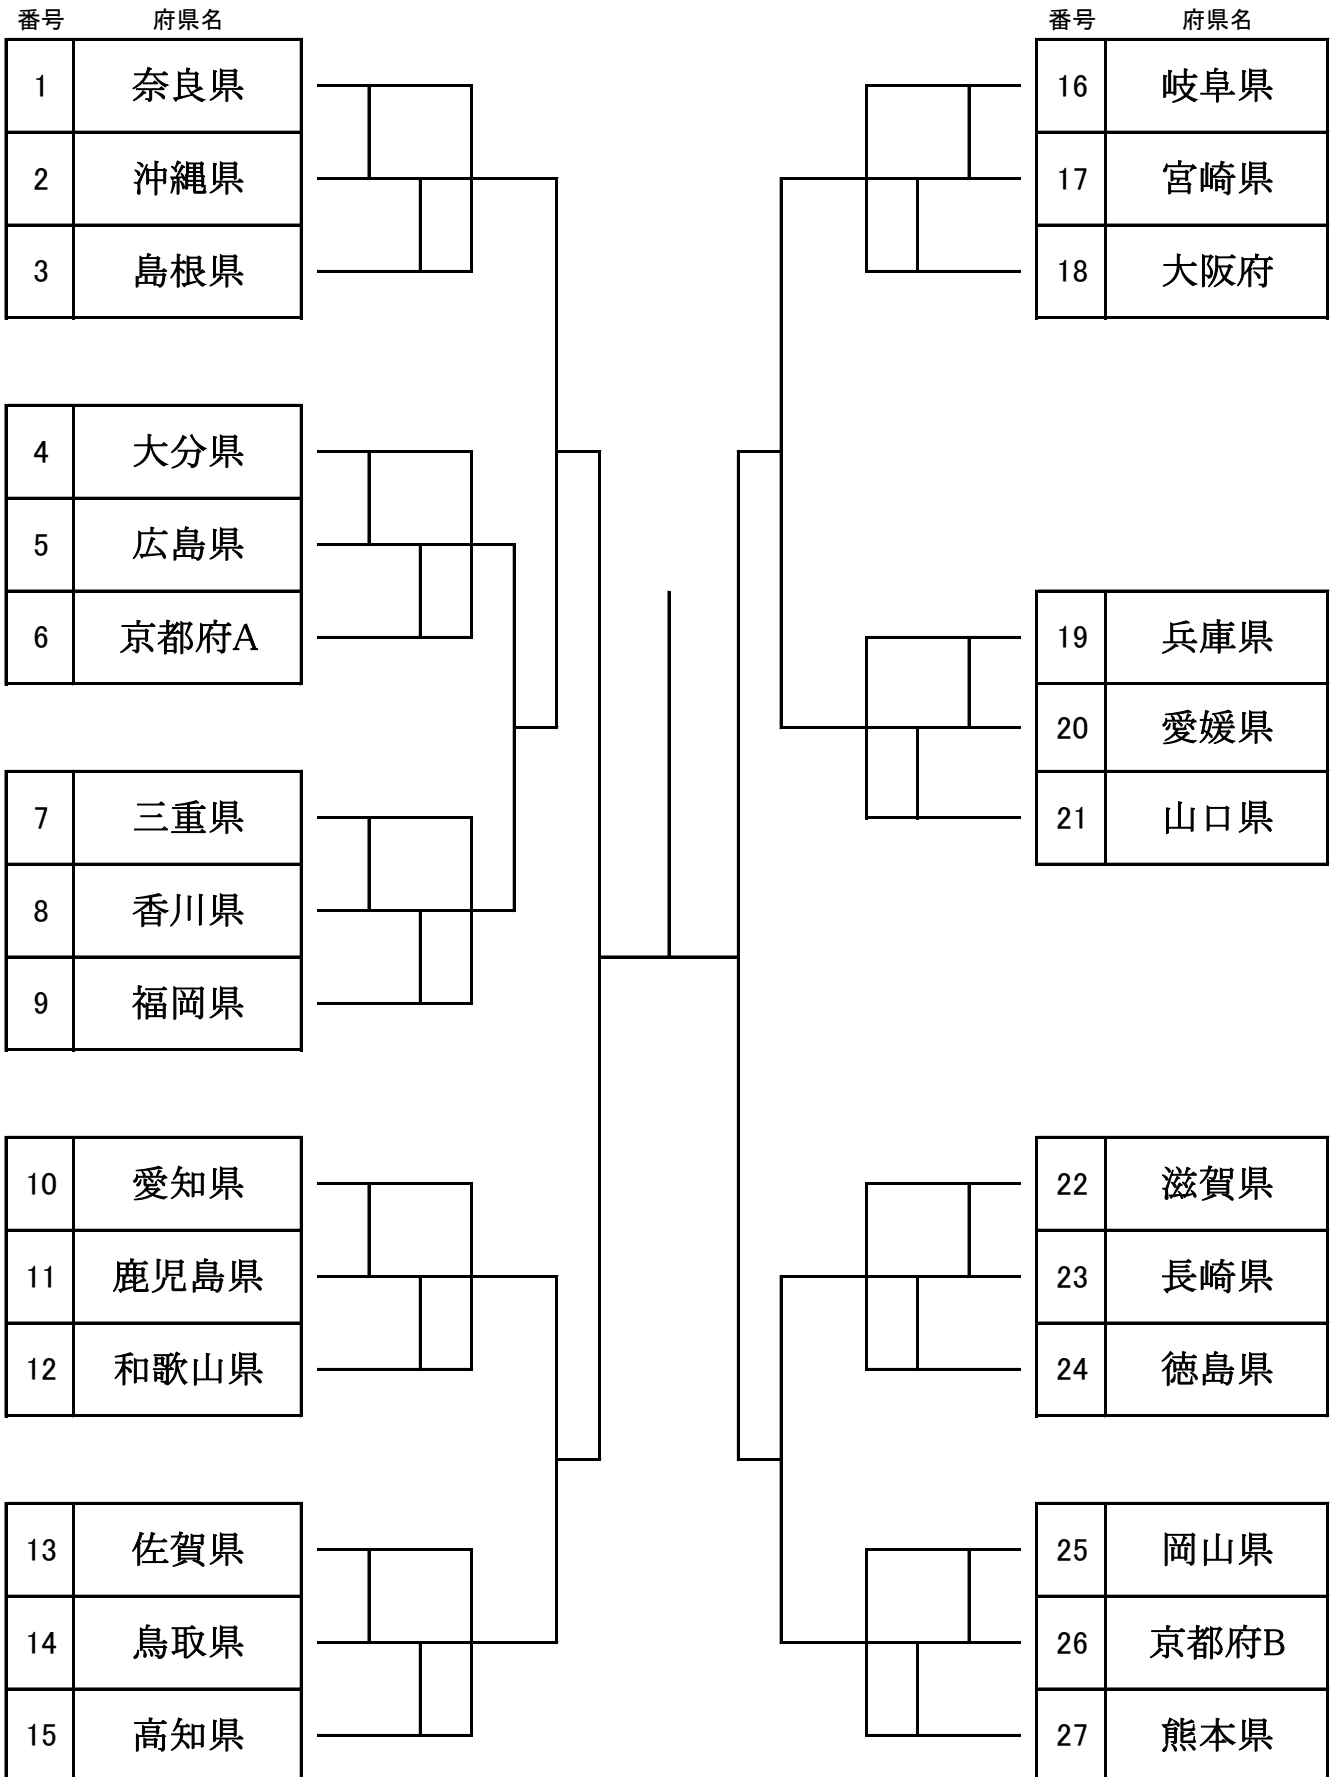 番号 府県名
1 奈良県
2 沖縄県
3 島根県
4 大分県
5 広島県
6 京都府A
7 三重県
8 香川県
9 福岡県
10 愛知県
11 鹿児島県
12 和歌山県
13 佐賀県
14 鳥取県
15 高知県
番号 府県名
16 岐阜県
17 宮崎県
18 大阪府
19 兵庫県
20 愛媛県
21 山口県
22 滋賀県
23 長崎県
24 徳島県
25 岡山県
26 京都府B
27 熊本県